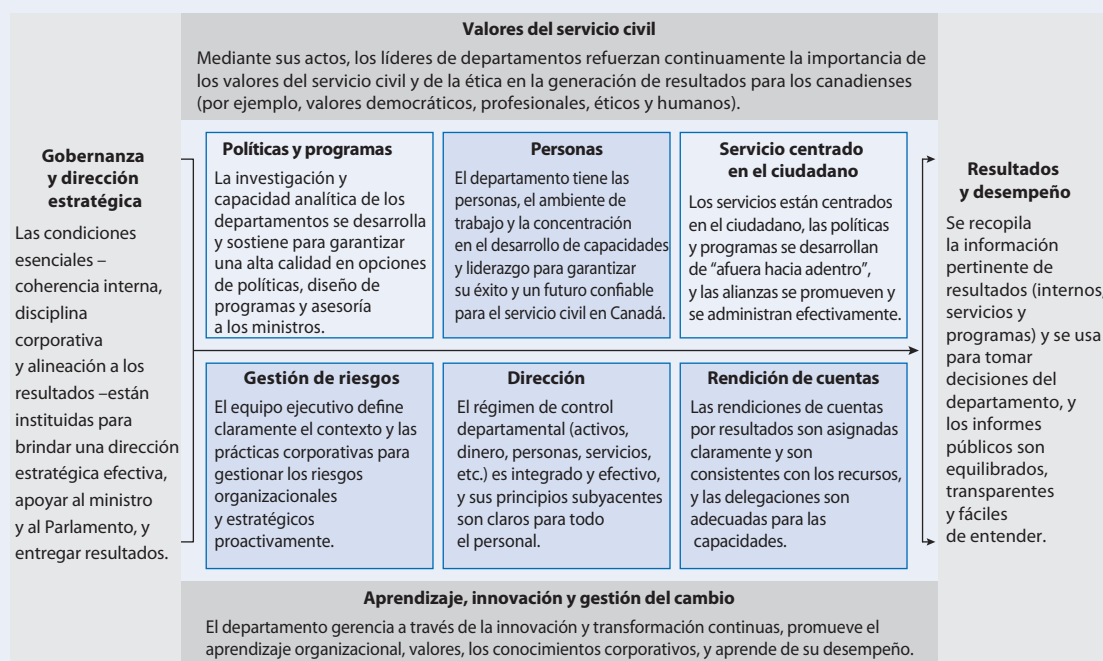 Valores del servicio civil
Mediante sus actos, los líderes de departamentos refuerzan continuamente la importancia de
los valores del servicio civil y de la ética en la generación de resultados para los canadienses
(por ejemplo, valores democráticos, profesionales, éticos y humanos).
Gobernanza
y dirección
estratégica
Las condiciones
esenciales –
coherencia interna,
disciplina
corporativa
y alineación a los
resultados –están
instituidas para
brindar una dirección
estratégica efectiva,
apoyar al ministro
y al Parlamento, y
entregar resultados.
Políticas y programas
La investigación y
capacidad analítica de los
departamentos se desarrolla
y sostiene para garantizar
una alta calidad en opciones
de políticas, diseño de
programas y asesoría
a los ministros.
Personas
El departamento tiene las
personas, el ambiente de
trabajo y la concentración
en el desarrollo de capacidades
y liderazgo para garantizar
su éxito y un futuro confiable
para el servicio civil en Canadá.
Servicio centrado
en el ciudadano
Los servicios están centrados
en el ciudadano, las políticas
y programas se desarrollan
de “afuera hacia adentro”,
y las alianzas se promueven y
se administran efectivamente.
Gestión de riesgos
El equipo ejecutivo define
claramente el contexto y las
prácticas corporativas para
gestionar los riesgos
organizacionales
y estratégicos
proactivamente.
Dirección
El régimen de control
departamental (activos,
dinero, personas, servicios,
etc.) es integrado y efectivo,
y sus principios subyacentes
son claros para todo
el personal.
Rendición de cuentas
Las rendiciones de cuentas
por resultados son asignadas
claramente y son
consistentes con los recursos,
y las delegaciones son
adecuadas para las
capacidades.
Resultados
y desempeño
Se recopila
la información
pertinente de
resultados (internos,
servicios y
programas) y se usa
para tomar
decisiones del
departamento, y
los informes
públicos son
equilibrados,
transparentes
y fáciles
de entender.
Aprendizaje, innovación y gestión del cambio
El departamento gerencia a través de la innovación y transformación continuas, promueve el
aprendizaje organizacional, valores, los conocimientos corporativos, y aprende de su desempeño.